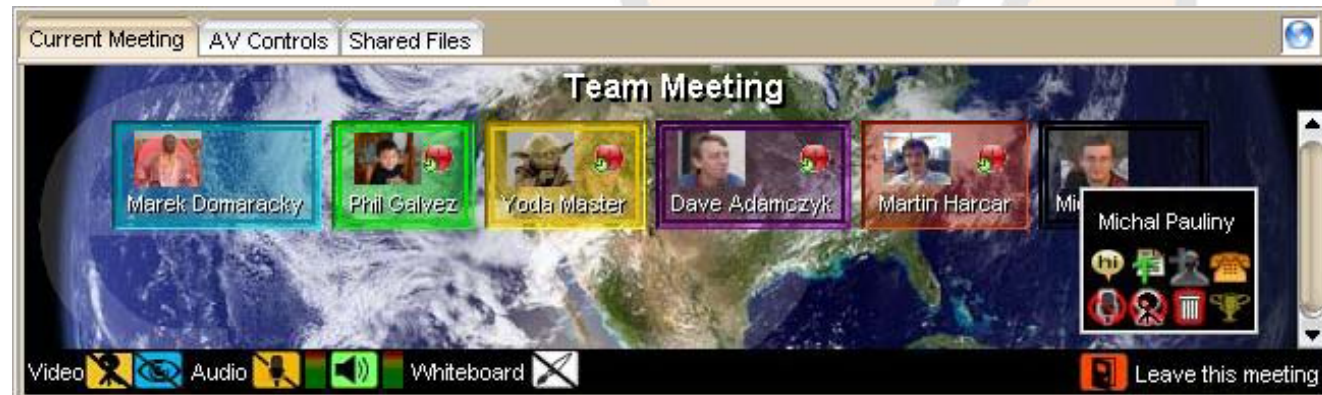 Current Meeting AV Controls Shared Files
Team Meeting
Marek Domaracky Phil Galvez Yoda Master Dave Adamczyk Martin Harcar
Michal Pauliny
hi
Video Audio Whiteboard Leave this meeting